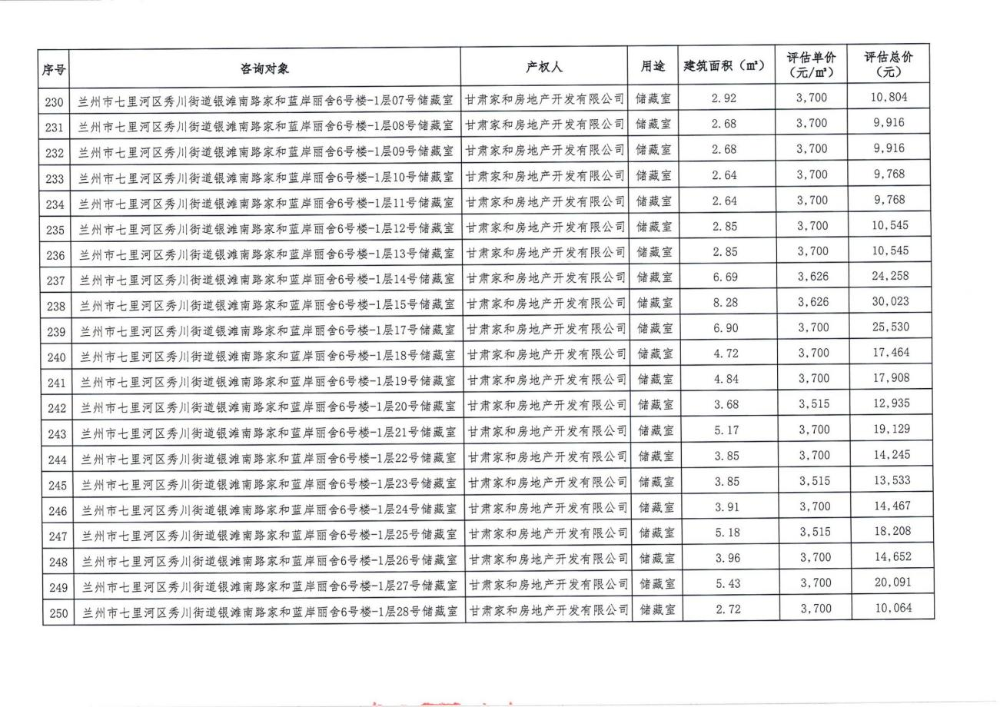 序号 咨询对象 产权人 用途 建筑面积（㎡） 评估单价（元/㎡） 评估总价（元）
230 兰州市七里河区秀川街道银滩南路家和蓝岸丽舍6号楼-1层07号储藏室 甘肃家和房地产开发有限公司 储藏室 2.92 3,700 10,804
231 兰州市七里河区秀川街道银滩南路家和蓝岸丽舍6号楼-1层08号储藏室 甘肃家和房地产开发有限公司 储藏室 2.68 3,700 9,916
232 兰州市七里河区秀川街道银滩南路家和蓝岸丽舍6号楼-1层09号储藏室 甘肃家和房地产开发有限公司 储藏室 2.68 3,700 9,916
233 兰州市七里河区秀川街道银滩南路家和蓝岸丽舍6号楼-1层10号储藏室 甘肃家和房地产开发有限公司 储藏室 2.64 3,700 9,768
234 兰州市七里河区秀川街道银滩南路家和蓝岸丽舍6号楼-1层11号储藏室 甘肃家和房地产开发有限公司 储藏室 2.64 3,700 9,768
235 兰州市七里河区秀川街道银滩南路家和蓝岸丽舍6号楼-1层12号储藏室 甘肃家和房地产开发有限公司 储藏室 2.85 3,700 10,545
236 兰州市七里河区秀川街道银滩南路家和蓝岸丽舍6号楼-1层13号储藏室 甘肃家和房地产开发有限公司 储藏室 2.85 3,700 10,545
237 兰州市七里河区秀川街道银滩南路家和蓝岸丽舍6号楼-1层14号储藏室 甘肃家和房地产开发有限公司 储藏室 6.69 3,626 24,258
238 兰州市七里河区秀川街道银滩南路家和蓝岸丽舍6号楼-1层15号储藏室 甘肃家和房地产开发有限公司 储藏室 8.28 3,626 30,023
239 兰州市七里河区秀川街道银滩南路家和蓝岸丽舍6号楼-1层17号储藏室 甘肃家和房地产开发有限公司 储藏室 6.90 3,700 25,530
240 兰州市七里河区秀川街道银滩南路家和蓝岸丽舍6号楼-1层18号储藏室 甘肃家和房地产开发有限公司 储藏室 4.72 3,700 17,464
241 兰州市七里河区秀川街道银滩南路家和蓝岸丽舍6号楼-1层19号储藏室 甘肃家和房地产开发有限公司 储藏室 4.84 3,700 17,908
242 兰州市七里河区秀川街道银滩南路家和蓝岸丽舍6号楼-1层20号储藏室 甘肃家和房地产开发有限公司 储藏室 3.68 3,515 12,935
243 兰州市七里河区秀川街道银滩南路家和蓝岸丽舍6号楼-1层21号储藏室 甘肃家和房地产开发有限公司 储藏室 5.17 3,700 19,129
244 兰州市七里河区秀川街道银滩南路家和蓝岸丽舍6号楼-1层22号储藏室 甘肃家和房地产开发有限公司 储藏室 3.85 3,700 14,245
245 兰州市七里河区秀川街道银滩南路家和蓝岸丽舍6号楼-1层23号储藏室 甘肃家和房地产开发有限公司 储藏室 3.85 3,515 13,533
246 兰州市七里河区秀川街道银滩南路家和蓝岸丽舍6号楼-1层24号储藏室 甘肃家和房地产开发有限公司 储藏室 3.91 3,700 14,467
247 兰州市七里河区秀川街道银滩南路家和蓝岸丽舍6号楼-1层25号储藏室 甘肃家和房地产开发有限公司 储藏室 5.18 3,515 18,208
248 兰州市七里河区秀川街道银滩南路家和蓝岸丽舍6号楼-1层26号储藏室 甘肃家和房地产开发有限公司 储藏室 3.96 3,700 14,652
249 兰州市七里河区秀川街道银滩南路家和蓝岸丽舍6号楼-1层27号储藏室 甘肃家和房地产开发有限公司 储藏室 5.43 3,700 20,091
250 兰州市七里河区秀川街道银滩南路家和蓝岸丽舍6号楼-1层28号储藏室 甘肃家和房地产开发有限公司 储藏室 2.72 3,700 10,064